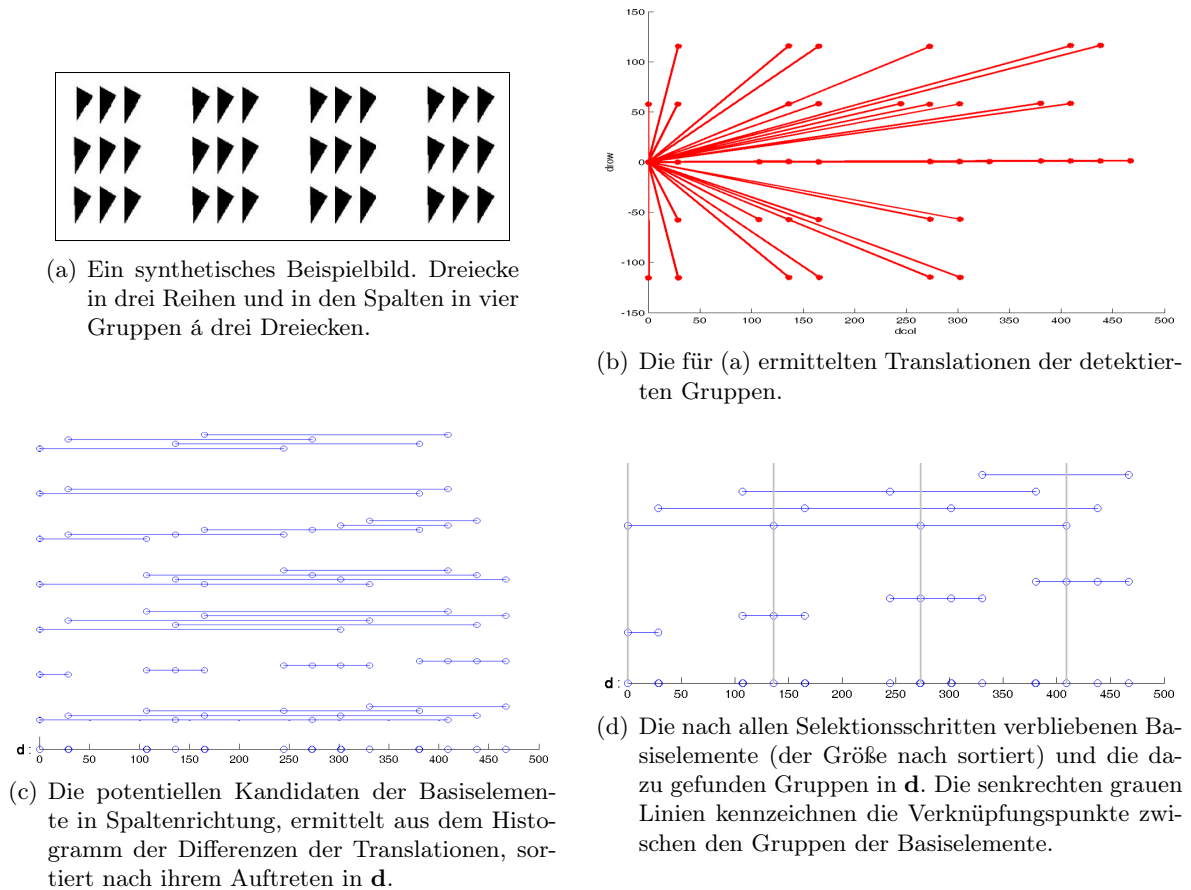 (a) Ein synthetisches Beispielbild. Dreiecke
in drei Reihen und in den Spalten in vier
Gruppen á drei Dreiecken.
150
100
50
0
-50
-100
-150
drow
0 50 100 150 200 250 300 350 400 450 500
dcol
(b) Die für (a) ermittelten Translationen der detektier-
ten Gruppen.
d :
0 50 100 150 200 250 300 350 400 450 500
(c) Die potentiellen Kandidaten der Basiselemen-
te in Spaltenrichtung, ermittelt aus dem Histo-
gramm der Differenzen der Translationen, sor-
tiert nach ihrem Auftreten in d.
d :
0 50 100 150 200 250 300 350 400 450 500
(d) Die nach allen Selektionsschritten verbliebenen Ba-
siselemente (der Größe nach sortiert) und die da-
zu gefunden Gruppen in d. Die senkrechten grauen
Linien kennzeichnen die Verknüpfungspunkte zwi-
schen den Gruppen der Basiselemente.